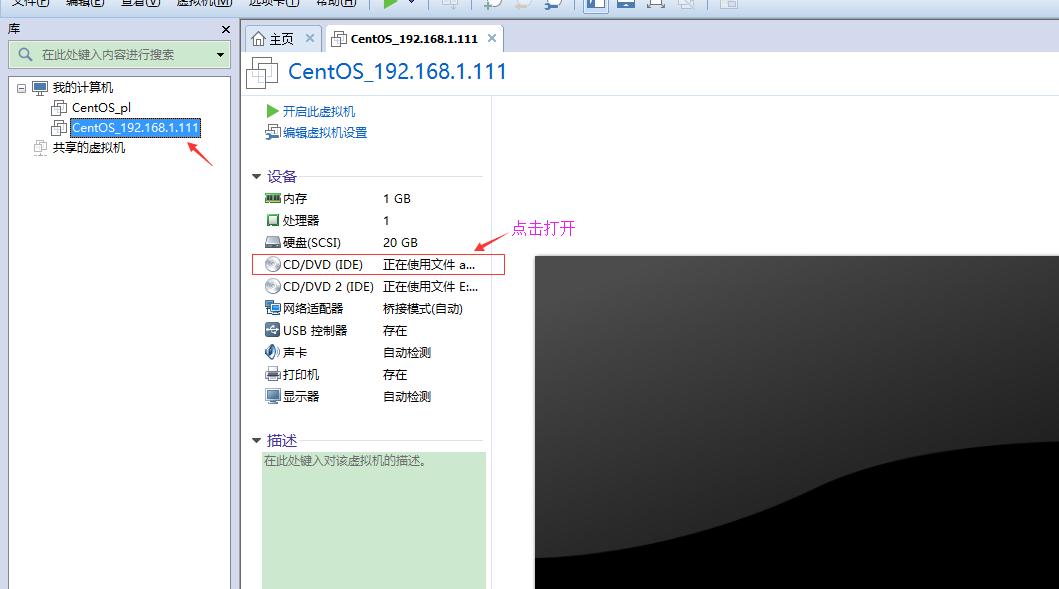 文件(F) 编辑(E) 查看(V) 虚拟机(M) 选项卡(T) 帮助(H)
库
在此处键入内容进行搜索
我的计算机
CentOS_pl
CentOS_192.168.1.111
共享的虚拟机
主页
CentOS_192.168.1.111
CentOS_192.168.1.111
开启此虚拟机
编辑虚拟机设置
设备
内存 1 GB
处理器 1
硬盘(SCSI) 20 GB
点击打开
CD/DVD (IDE) 正在使用文件 a...
CD/DVD 2 (IDE) 正在使用文件 E:...
网络适配器 桥接模式(自动)
USB 控制器 存在
声卡 自动检测
打印机 存在
显示器 自动检测
描述
在此处键入对该虚拟机的描述。